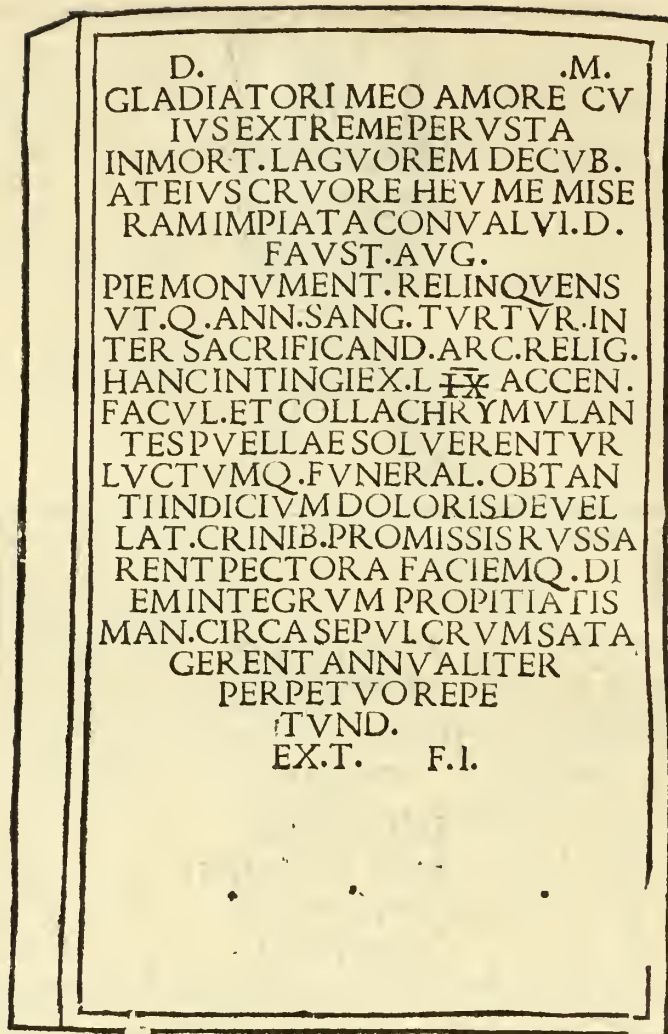 D. .M.
GLADIATORI MEO AMORE CV
IVS EXTREME PERVSTA
INMORT. LAGVOREM DECVB.
AT EIVS CRVORE HEV ME MISE
RAM IMPIATA CONVALVI. D.
FAVST. AVG.
PIE MONVMENT. RELINQVENS
VT. Q. ANN. SANG. TVRTVR. IN
TER SACRIFICAND. ARC. RELIG.
HANC INTINGI EX. L IX ACCEN.
FACVL. ET COLLACHRYMVLAN
TES PVELLAE SOLVERENTVR
LVCTVMQ. FVNERAL. OB TAN
TI INDICIVM DOLORIS DEVEL
LAT. CRINIB. PROMISSIS RVSSA
RENT PECTORA FACIEMQ. DI
EM INTEGRVM PROPITIATIS
MAN. CIRCA SEPVLCRVM SATA
GERENT ANNVALITER
PERPETVO REPE
TVND.
EX. T. F. I.